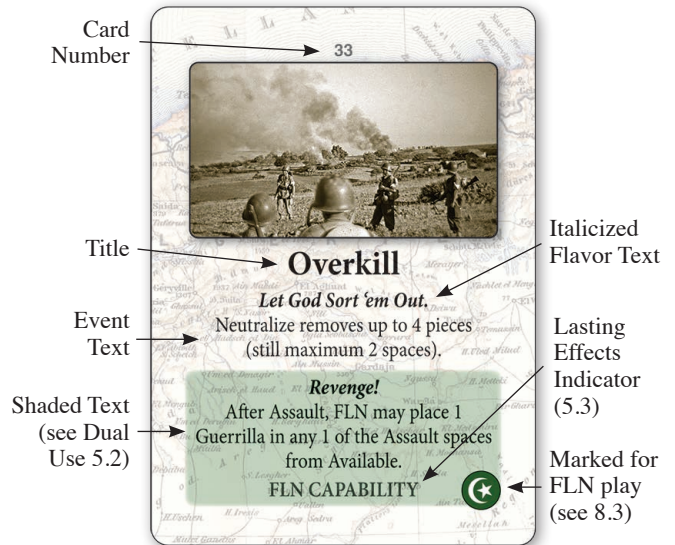 Card
Number
33
Title
Overkill
Italicized
Flavor Text
Let God Sort ‘em Out.
Event
Text
Neutralize removes up to 4 pieces
(still maximum 2 spaces).
Lasting
Effects
Indicator
(5.3)
Shaded Text
(see Dual
Use 5.2)
Revenge!
After Assault, FLN may place 1
Guerrilla in any 1 of the Assault spaces
from Available.
FLN CAPABILITY
Marked for
FLN play
(see 8.3)